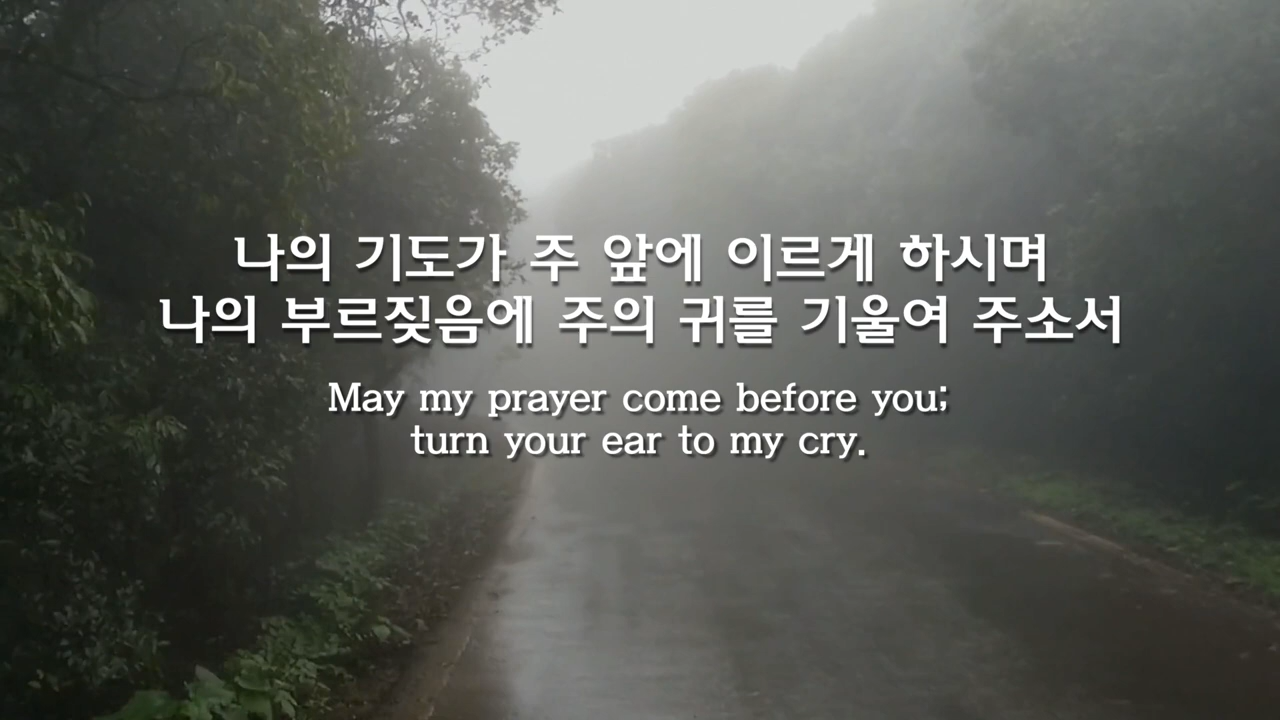 나의 기도가 주 앞에 이르게 하시며
나의 부르짖음에 주의 귀를 기울여 주소서
May my prayer come before you;
turn your ear to my cry.